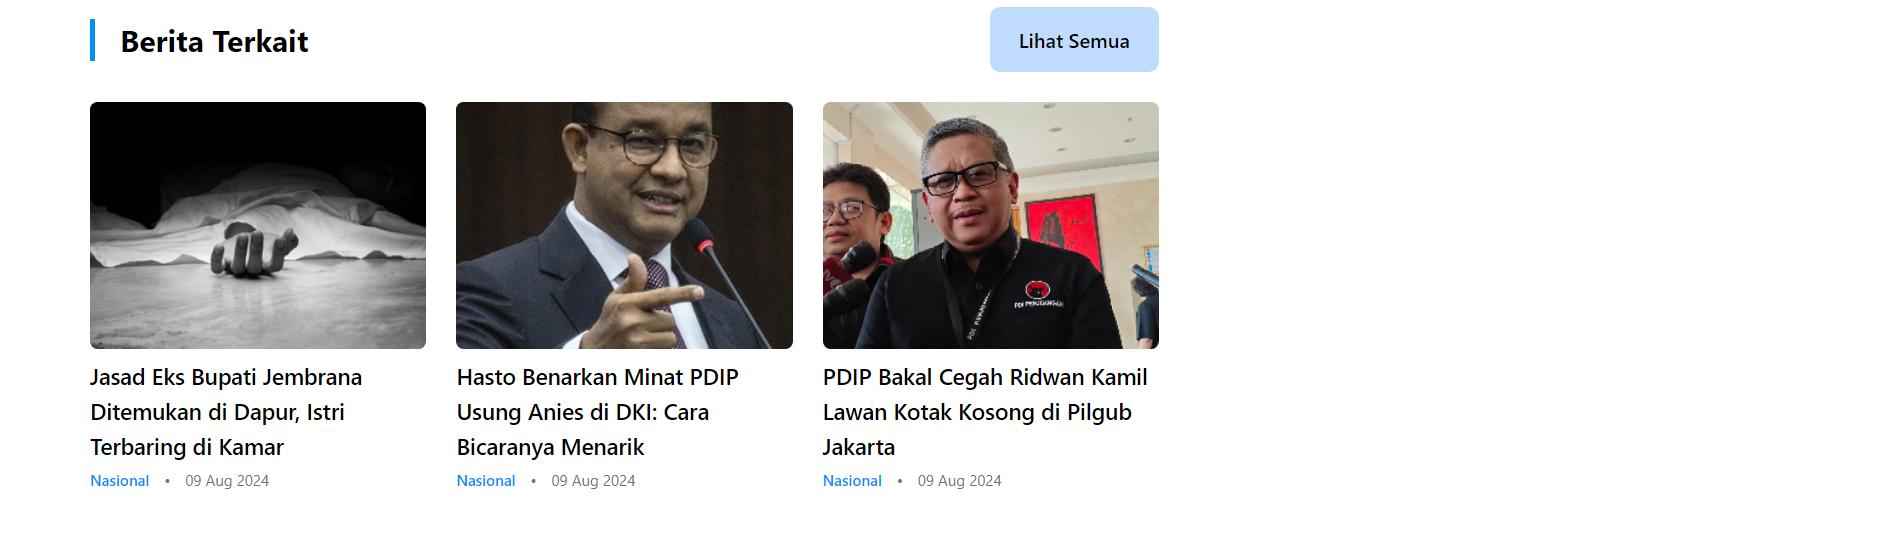 Berita Terkait
Lihat Semua
PDI PERJUANGAN
Jasad Eks Bupati Jembrana
Ditemukan di Dapur, Istri
Terbaring di Kamar
Nasional • 09 Aug 2024
Hasto Benarkan Minat PDIP
Usung Anies di DKI: Cara
Bicaranya Menarik
Nasional • 09 Aug 2024
PDIP Bakal Cegah Ridwan Kamil
Lawan Kotak Kosong di Pilgub
Jakarta
Nasional • 09 Aug 2024